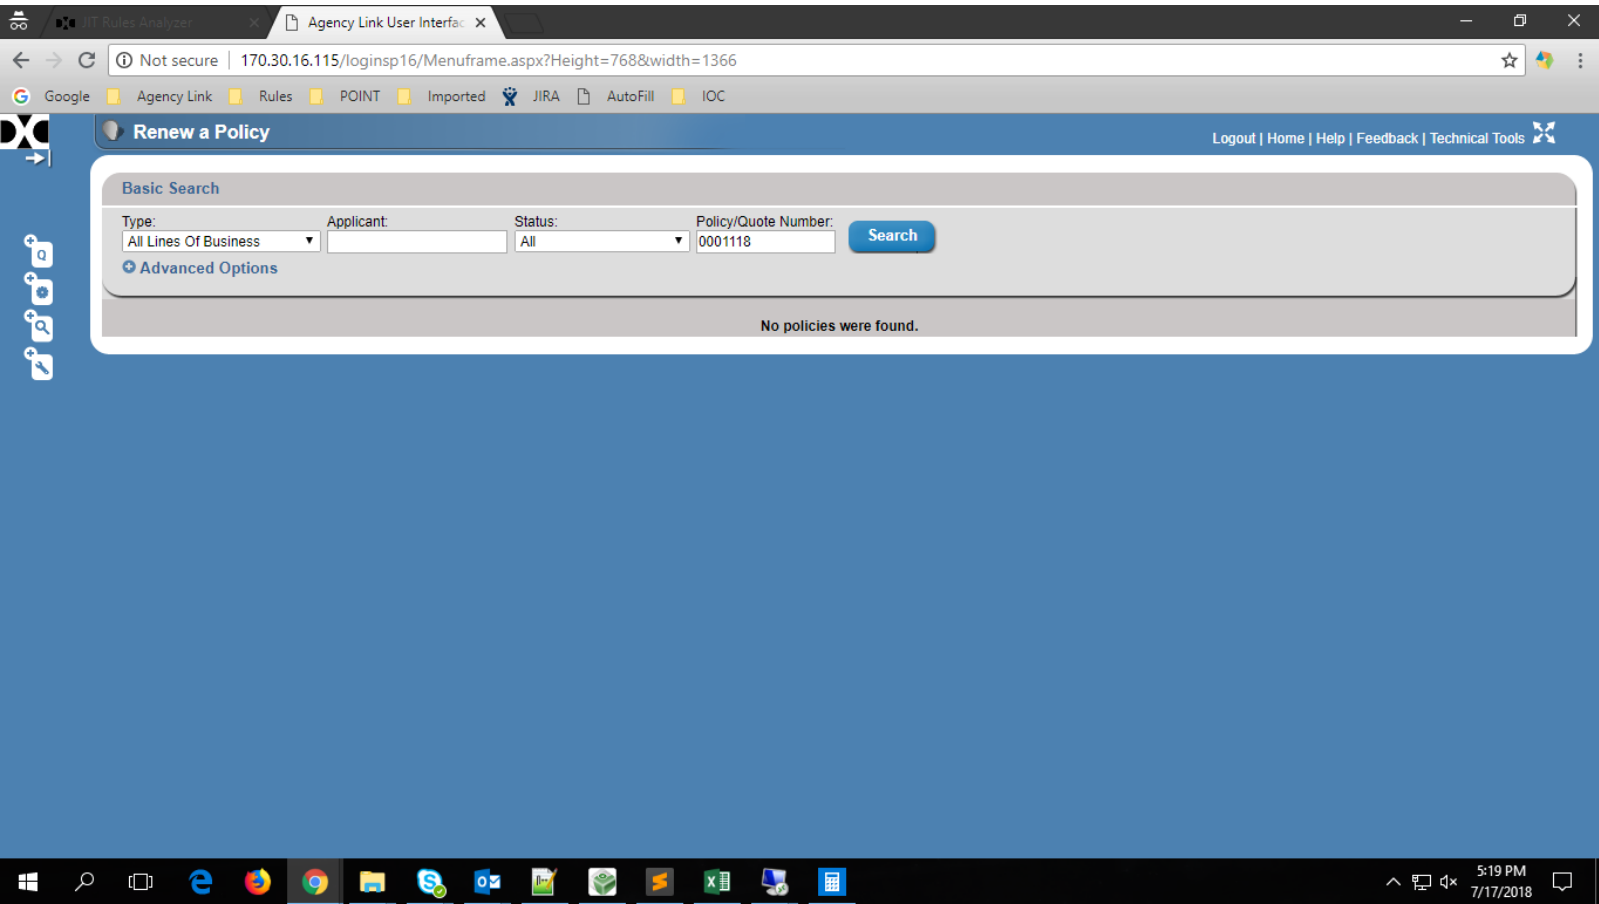 JIT Rules Analyzer
Agency Link User Interfac
Not secure | 170.30.16.115/loginsp16/Menuframe.aspx?Height=768&width=1366
Google Agency Link Rules POINT Imported JIRA AutoFill IOC
Renew a Policy
Logout | Home | Help | Feedback | Technical Tools
Basic Search
Type: Applicant: Status: Policy/Quote Number:
All Lines Of Business All 0001118 Search
Advanced Options
No policies were found.
5:19 PM
7/17/2018